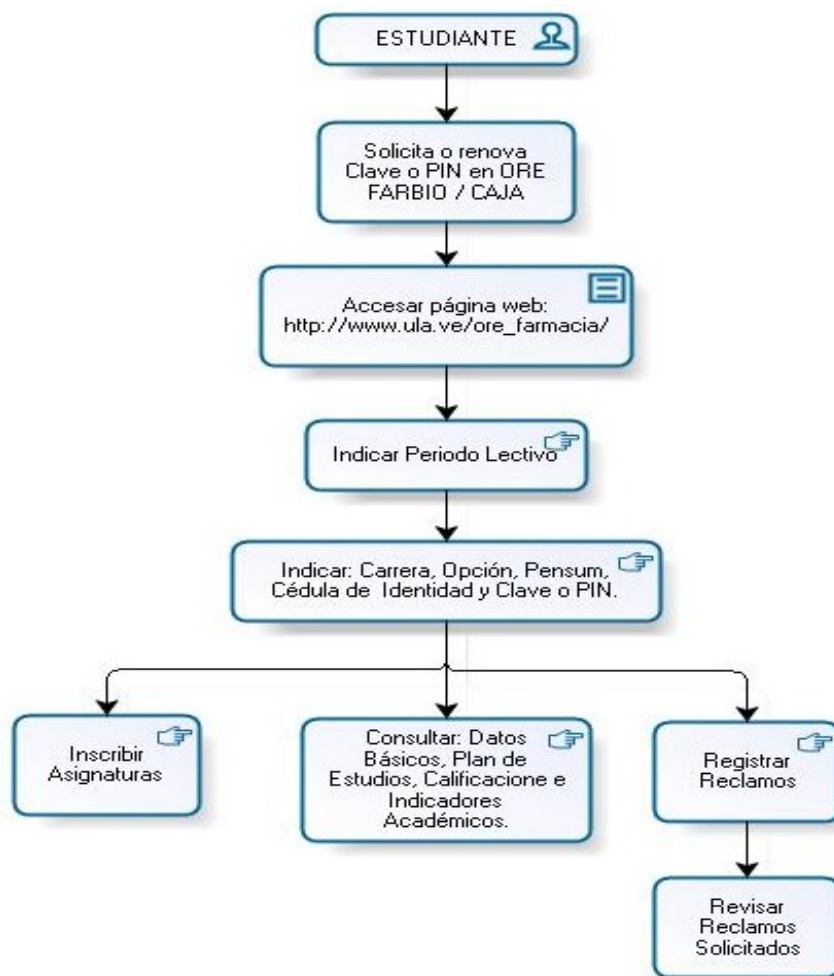 ESTUDIANTE
Solicita o renova
Clave o PIN en ORE
FARBIO / CAJA
Accesar página web:
http://www.ula.ve/ore_farmacia/
Indicar Periodo Lectivo
Indicar: Carrera, Opción, Pensum,
Cédula de Identidad y Clave o PIN.
Inscribir
Asignaturas
Consultar: Datos
Básicos, Plan de
Estudios, Calificacione e
Indicadores
Académicos.
Registrar
Reclamos
Revisar
Reclamos
Solicitados